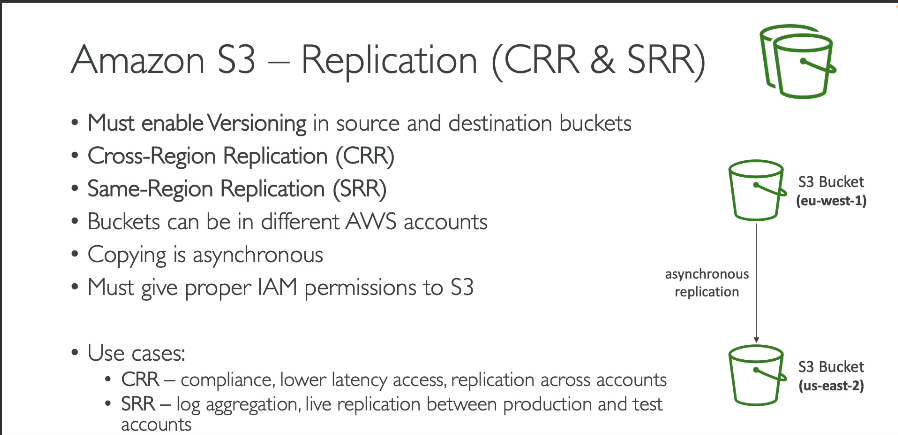 Amazon S3 – Replication (CRR & SRR)
• Must enable Versioning in source and destination buckets
• Cross-Region Replication (CRR)
• Same-Region Replication (SRR)
• Buckets can be in different AWS accounts
• Copying is asynchronous
• Must give proper IAM permissions to S3
• Use cases:
• CRR – compliance, lower latency access, replication across accounts
• SRR – log aggregation, live replication between production and test
accounts
S3 Bucket
(eu-west-1)
asynchronous
replication
S3 Bucket
(us-east-2)